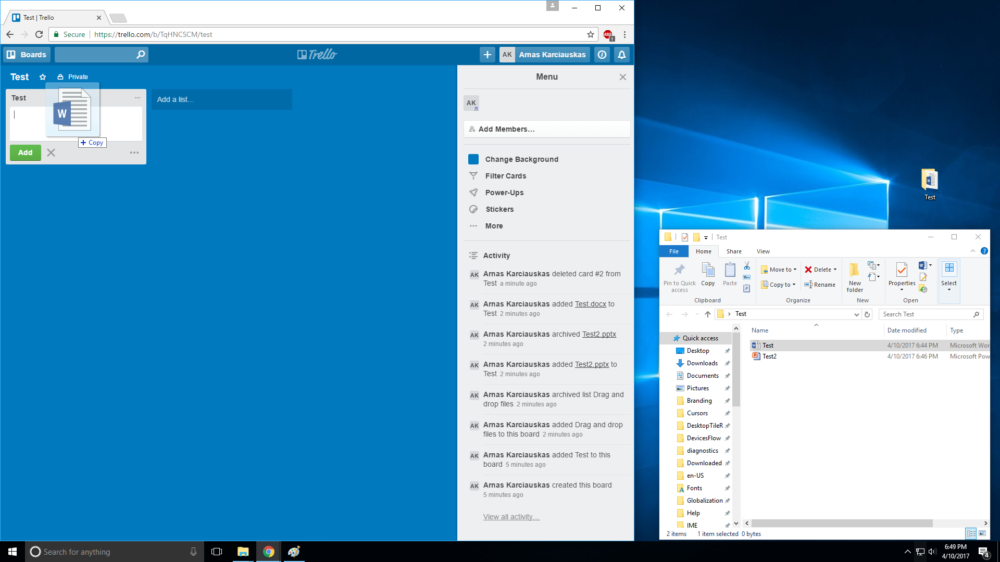 Test | Trello
Secure
https://trello.com/b/TqHNCSCM/test
ABP
1
Boards
Trello
AK
Arnas Karciauskas
Test
Private
Test
Add a list…
W
Copy
Add
Menu
AK
Add Members…
Change Background
Filter Cards
Power-Ups
Stickers
More
Activity
AK
Arnas Karciauskas deleted card #2 from
Test a minute ago
AK
Arnas Karciauskas added Test.docx to
Test 2 minutes ago
AK
Arnas Karciauskas archived Test2.pptx
2 minutes ago
AK
Arnas Karciauskas added Test2.pptx to
Test 2 minutes ago
AK
Arnas Karciauskas archived list Drag and
drop files 2 minutes ago
AK
Arnas Karciauskas added Drag and drop
files to this board 2 minutes ago
AK
Arnas Karciauskas added Test to this
board 5 minutes ago
AK
Arnas Karciauskas created this board
5 minutes ago
View all activity…
Test
Test
File
Home
Share
View
Pin to Quick
access
Copy
Paste
Clipboard
Move to
Copy to
Delete
Rename
Organize
New
folder
New
Properties
Open
Select
Test
Search Test
Name
Date modified
Type
Test
4/10/2017 6:44 PM
Microsoft Wor
Test2
4/10/2017 6:46 PM
Microsoft Pow
Quick access
Desktop
Downloads
Documents
Pictures
Branding
Cursors
DesktopTileR
DevicesFlow
diagnostics
Downloaded
en-US
Fonts
Globalization
Help
IME
2 items
1 item selected 0 bytes
Search for anything
6:49 PM
4/10/2017
4